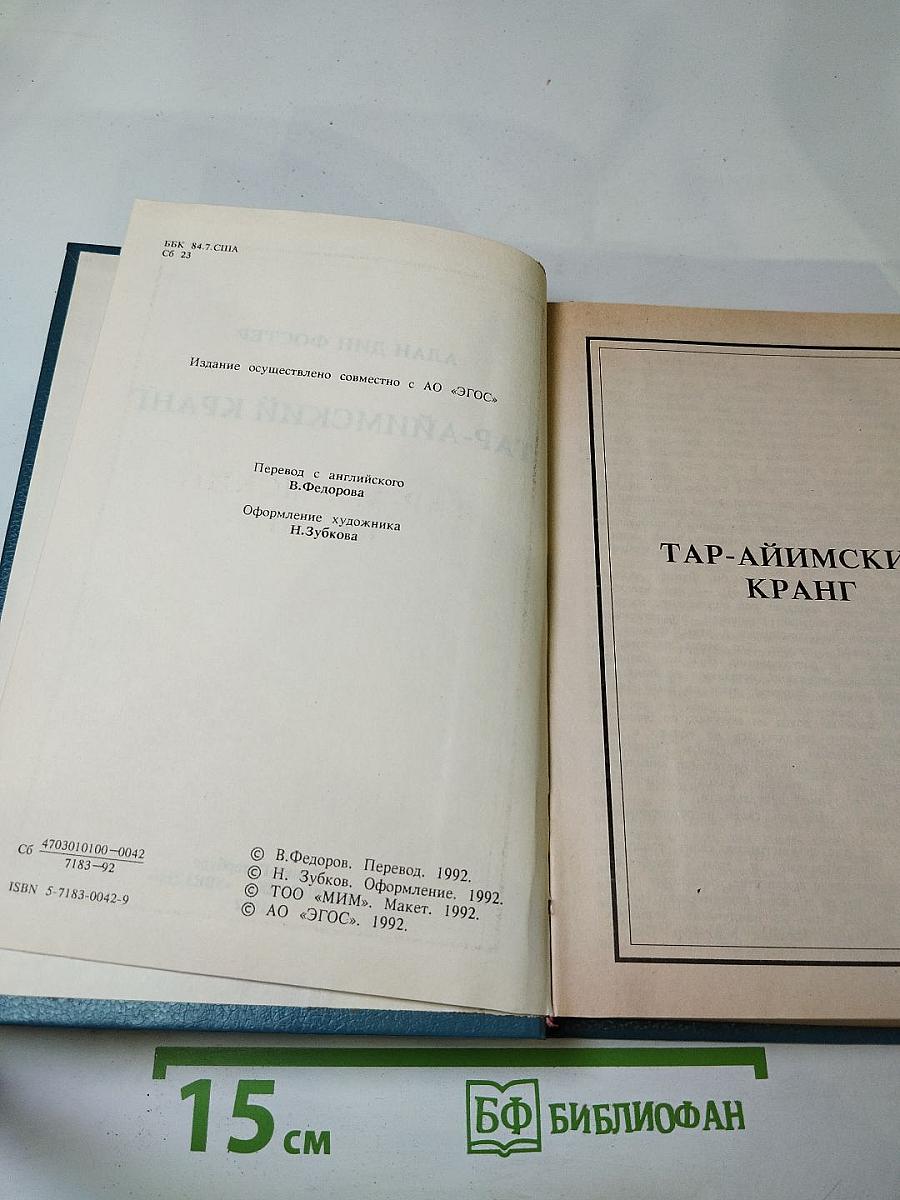 ББК 84.7.США
Сб 23
Издание осуществлено совместно с АО «ЭГОС»
Перевод с английского
В.Федорова
Оформление художника
Н.Зубкова
Сб 4703010100—0042
7183—92
ISBN 5-7183-0042-9
© В.Федоров. Перевод. 1992.
© Н. Зубков. Оформление. 1992.
© ТОО «МИМ». Макет. 1992.
© АО «ЭГОС». 1992.
ТАР-АЙИМСКИ
КРАНГ
15 см
БФ БИБЛИОФАН